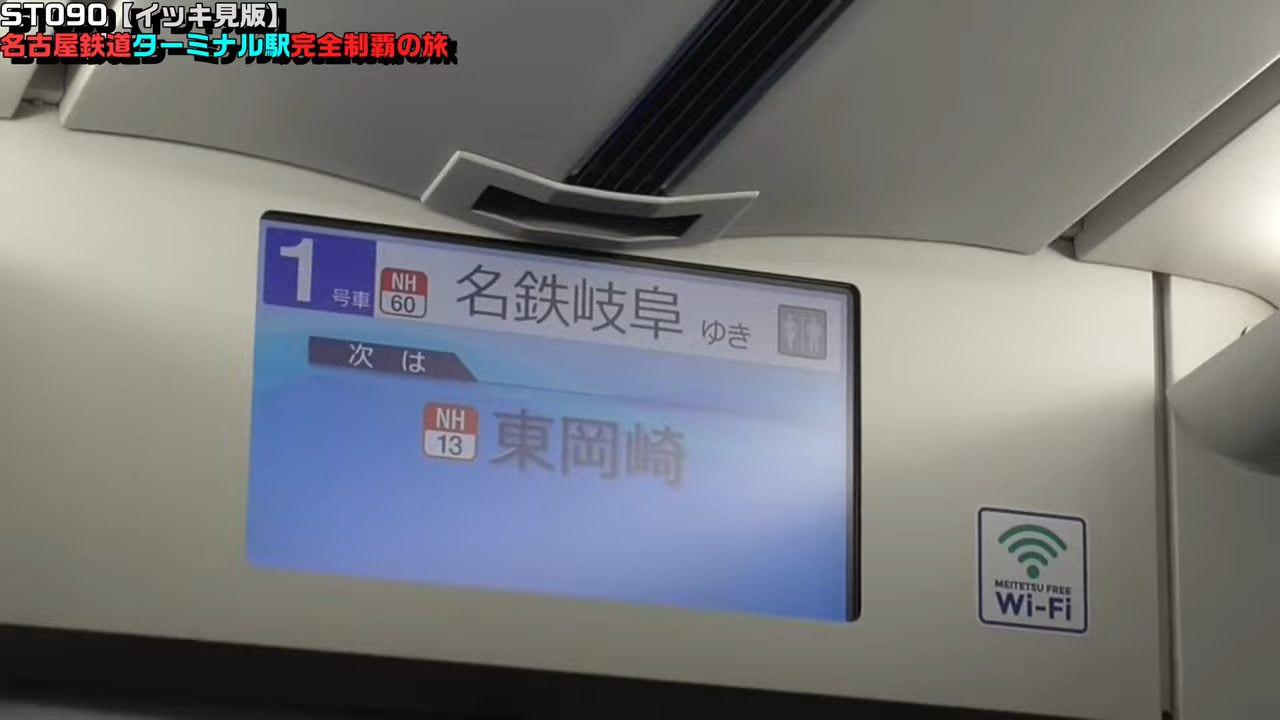 ST090【イッキ見版】
名古屋鉄道ターミナル駅完全制覇の旅
1号車 NH 60 名鉄岐阜 ゆき
次は
NH 13 東岡崎
MEITETSU FREE
Wi-Fi